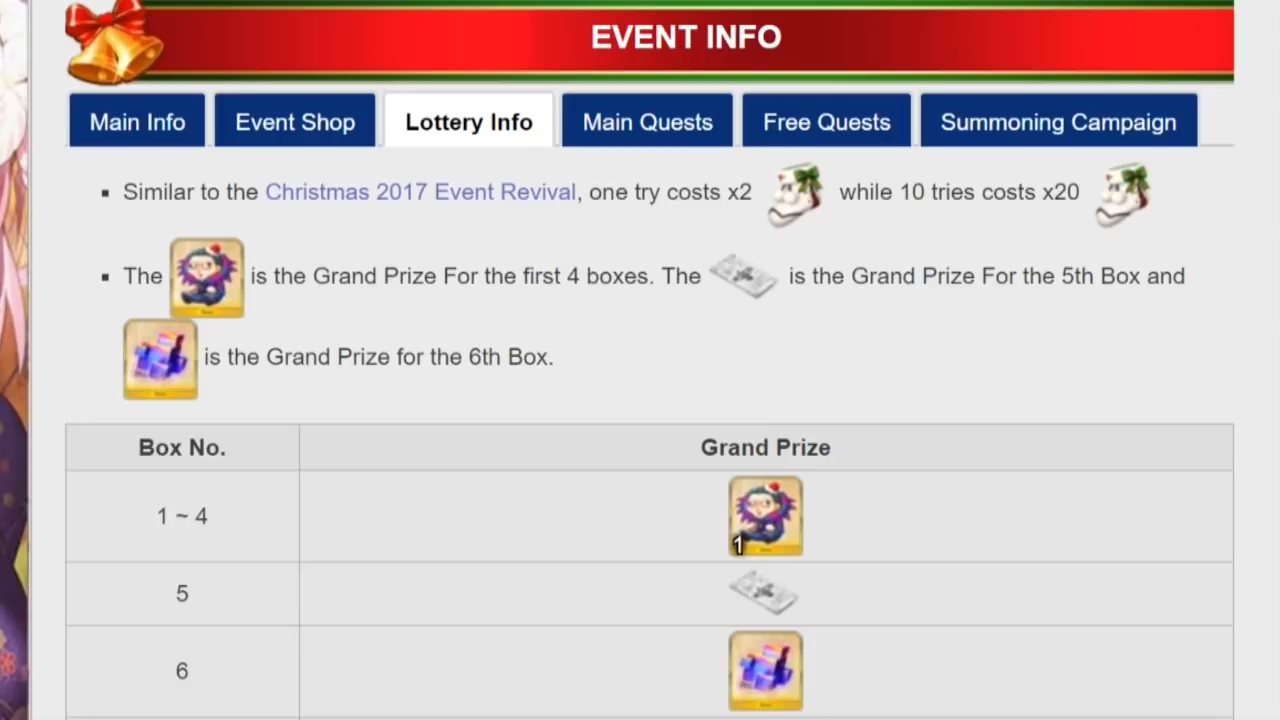 EVENT INFO
Main Info Event Shop Lottery Info Main Quests Free Quests Summoning Campaign
Similar to the Christmas 2017 Event Revival, one try costs x2 while 10 tries costs x20
The is the Grand Prize For the first 4 boxes. The is the Grand Prize For the 5th Box and
is the Grand Prize for the 6th Box.
Box No. Grand Prize
1 ~ 4
1
5
6